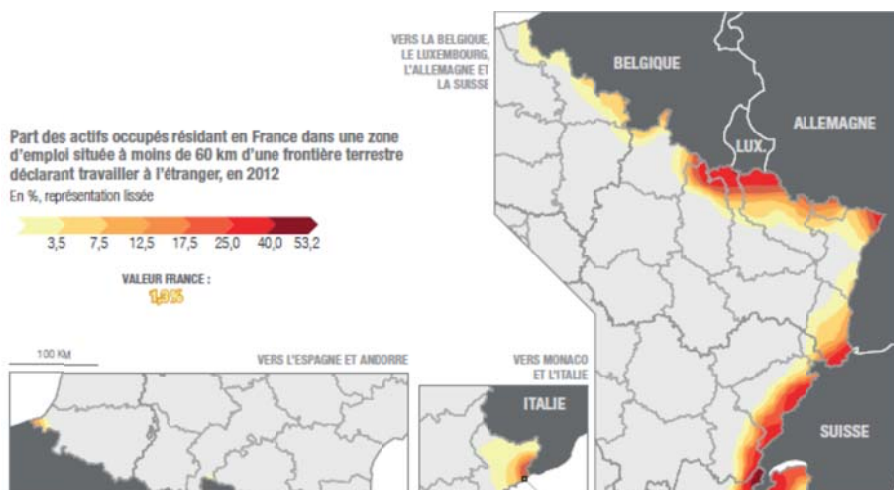 VERS LA BELGIQUE,
LE LUXEMBOURG,
L'ALLEMAGNE ET
LA SUISSE
BELGIQUE
ALLEMAGNE
LUX.
Part des actifs occupés résidant en France dans une zone
d'emploi située à moins de 60 km d'une frontière terrestre
déclarant travailler à l'étranger, en 2012
En %, représentation lissée
3,5 7,5 12,5 17,5 25,0 40,0 53,2
VALEUR FRANCE :
1,3%
100 KM
VERS L'ESPAGNE ET ANDORRE
VERS MONACO
ET L'ITALIE
ITALIE
SUISSE